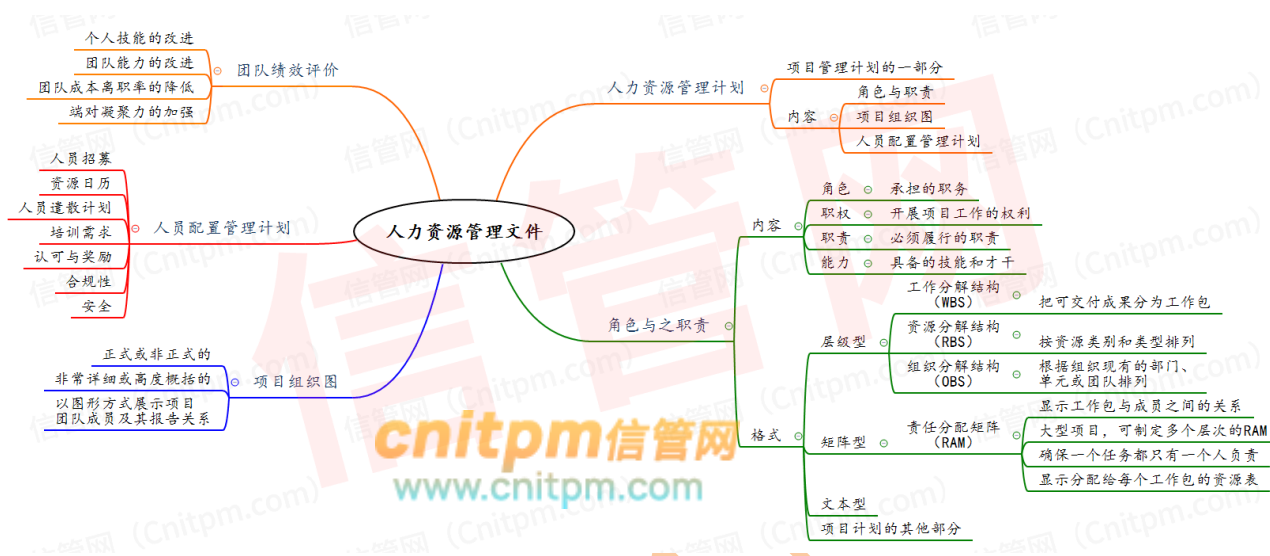 个人技能的改进
团队能力的改进
团队成本离职率的降低
端对凝聚力的加强
团队绩效评价
人员招募
资源日历
人员遣散计划
培训需求
认可与奖励
合规性
安全
人员配置管理计划
正式或非正式的
非常详细或高度概括的
以图形方式展示项目
团队成员及其报告关系
项目组织图
人力资源管理文件
人力资源管理计划
项目管理计划的一部分
内容
角色与职责
项目组织图
人员配置管理计划
角色与之职责
内容
角色
承担的职务
职权
开展项目工作的权利
职责
必须履行的职责
能力
具备的技能和才干
格式
层级型
工作分解结构
（WBS）
把可交付成果分为工作包
资源分解结构
（RBS）
按资源类别和类型排列
组织分解结构
（OBS）
根据组织现有的部门、
单元或团队排列
矩阵型
责任分配矩阵
（RAM）
显示工作包与成员之间的关系
大型项目，可制定多个层次的RAM
确保一个任务都只有一个人负责
显示分配给每个工作包的资源表
文本型
项目计划的其他部分
cnitpm信管网
www.cnitpm.com
信管网
信管网（Cnitpm.com）